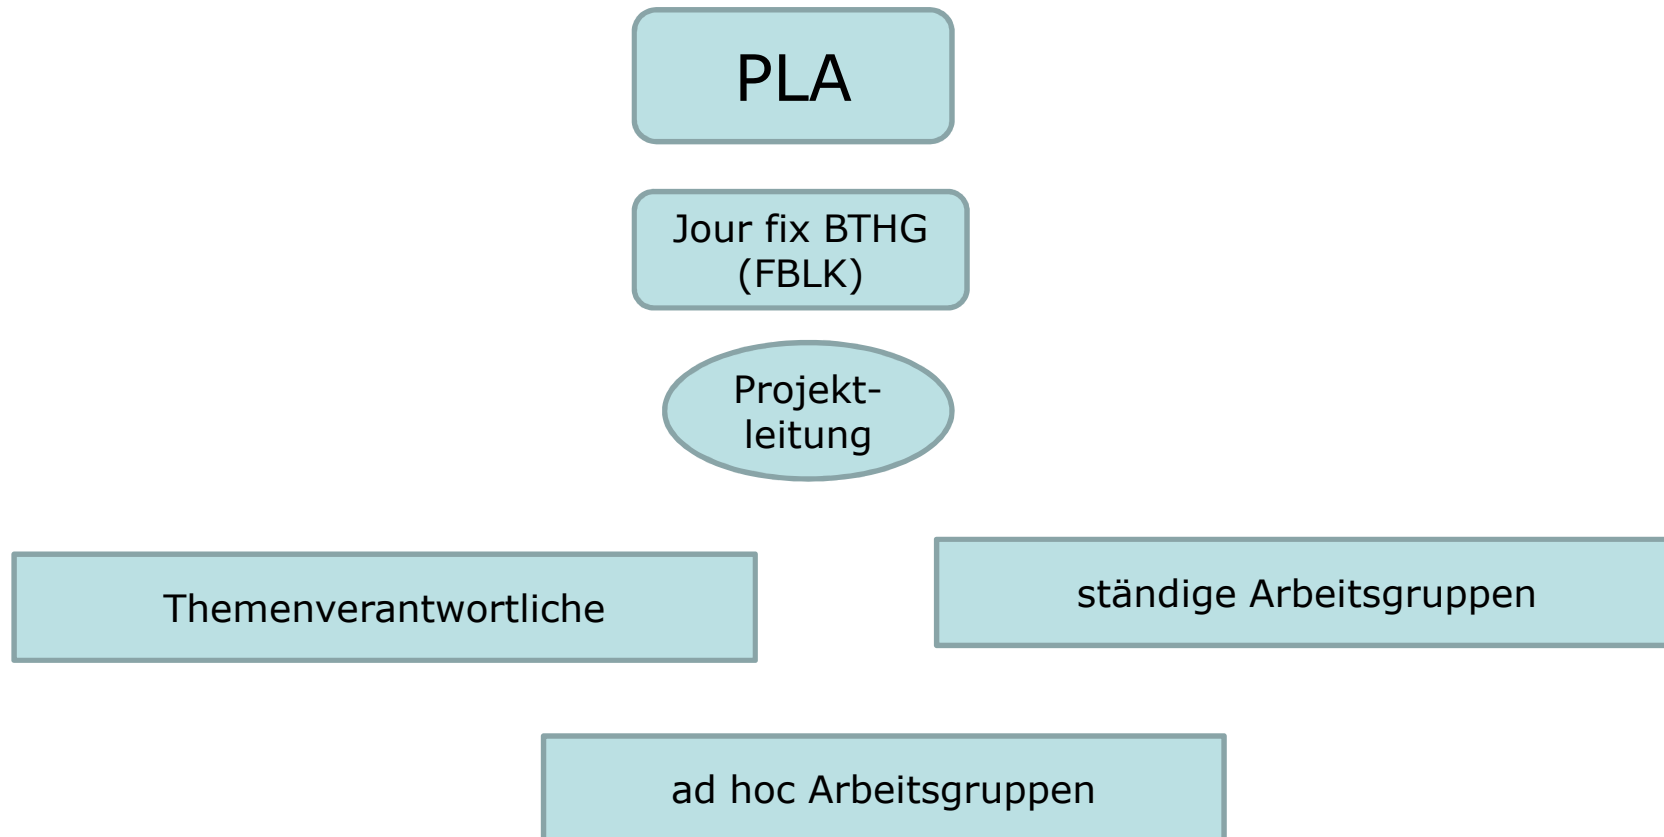 PLA
Jour fix BTHG
(FBLK)
Projekt-
leitung
Themenverantwortliche
ständige Arbeitsgruppen
ad hoc Arbeitsgruppen